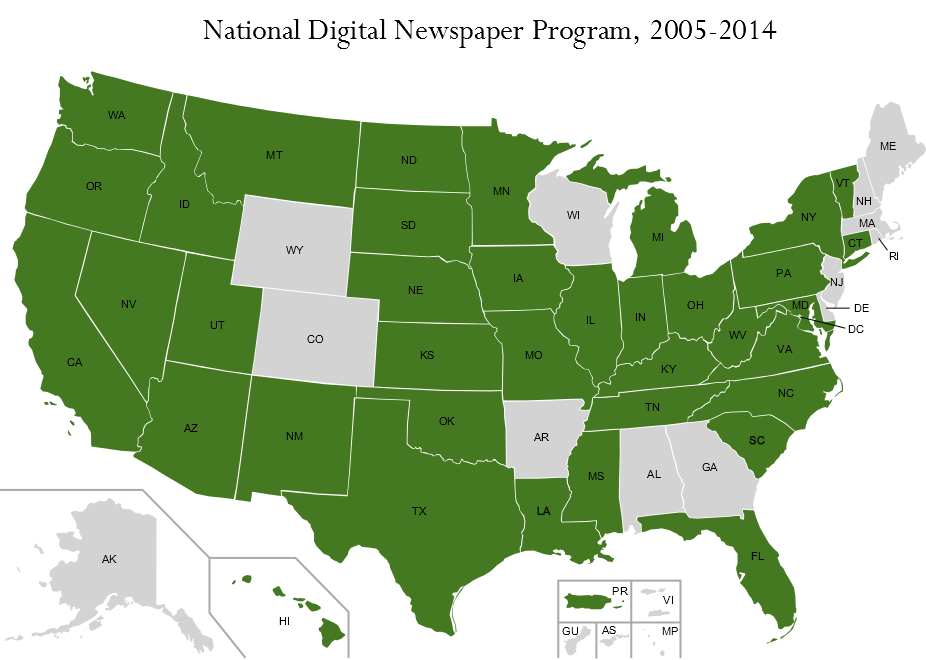 National Digital Newspaper Program, 2005-2014
WA
MT
ND
MN
ME
OR
ID
SD
WI
MI
VT
NH
NY
MA
CT
RI
WY
NE
IA
PA
NJ
NV
UT
CO
KS
MO
IL
IN
OH
WV
MD
DE
DC
VA
KY
CA
AZ
NM
OK
AR
TN
NC
SC
MS
AL
GA
TX
LA
FL
AK
HI
PR
VI
GU
AS
MP